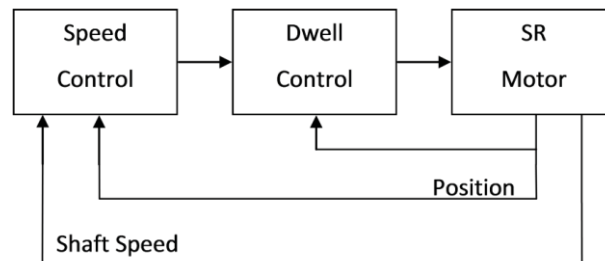 Speed
Control
Dwell
Control
SR
Motor
Position
Shaft Speed